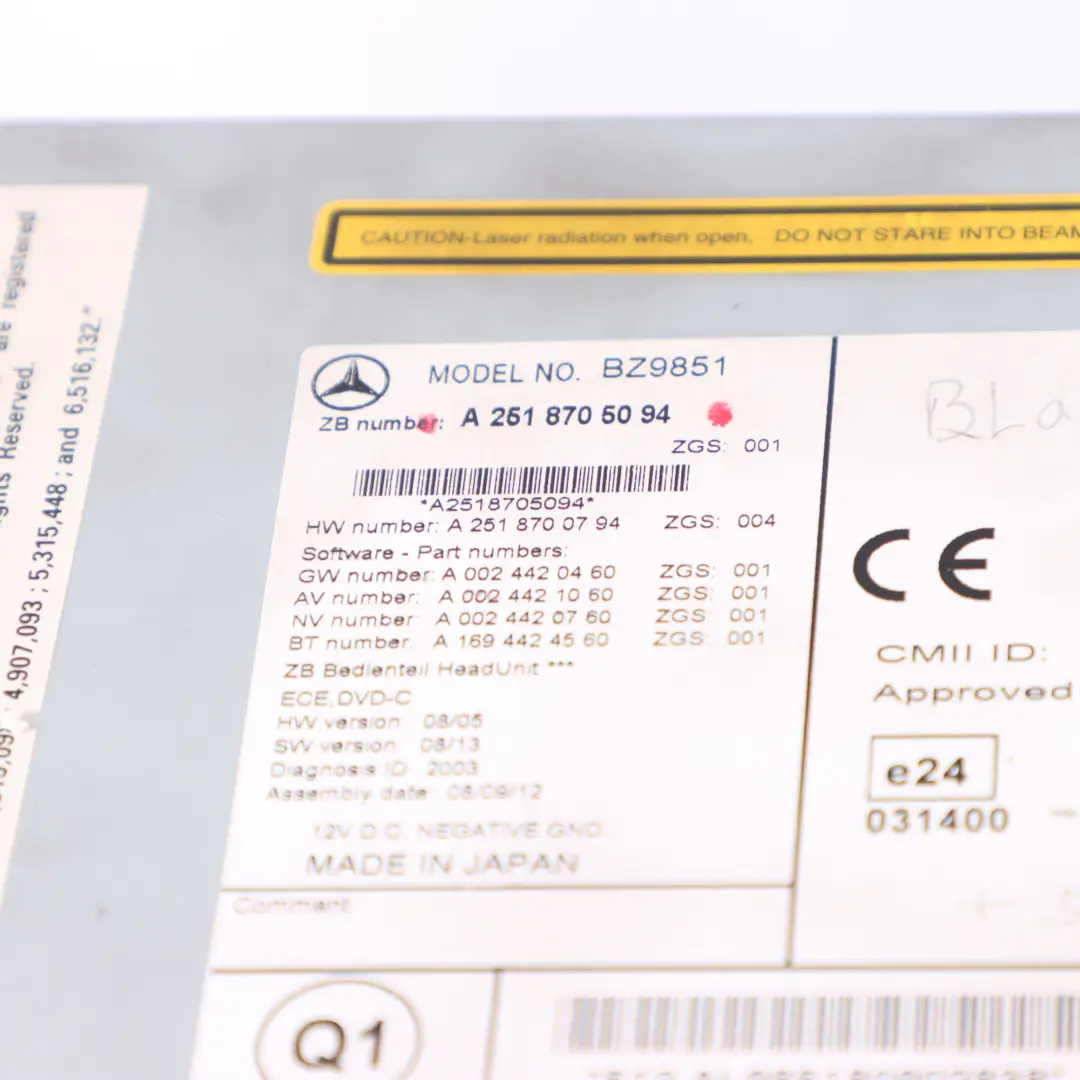 are registered
Reserved.
4,907,093 ; 5,315,448 ; and 6,516,132."
CAUTION-Laser radiation when open, DO NOT STARE INTO BEAM
MODEL NO. BZ9851
ZB number: A 251 870 50 94
ZGS: 001
*A2518705094*
HW number: A 251 870 07 94 ZGS: 004
Software - Part numbers:
GW number: A 002 442 04 60 ZGS: 001
AV number: A 002 442 10 60 ZGS: 001
NV number: A 002 442 07 60 ZGS: 001
BT number: A 169 442 45 60 ZGS: 001
ZB Bedienteil HeadUnit ***
ECE,DVD-C
HW version: 08/05
SW version: 08/13
Diagnosis ID: 2003
Assembly date: 08/09/12
12V D.C. NEGATIVE GND.
MADE IN JAPAN
Comment:
Q1
CE
CMII ID:
Approved
e24
031400